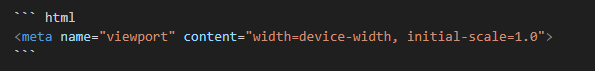 ``` html
<meta name="viewport" content="width=device-width, initial-scale=1.0">
```